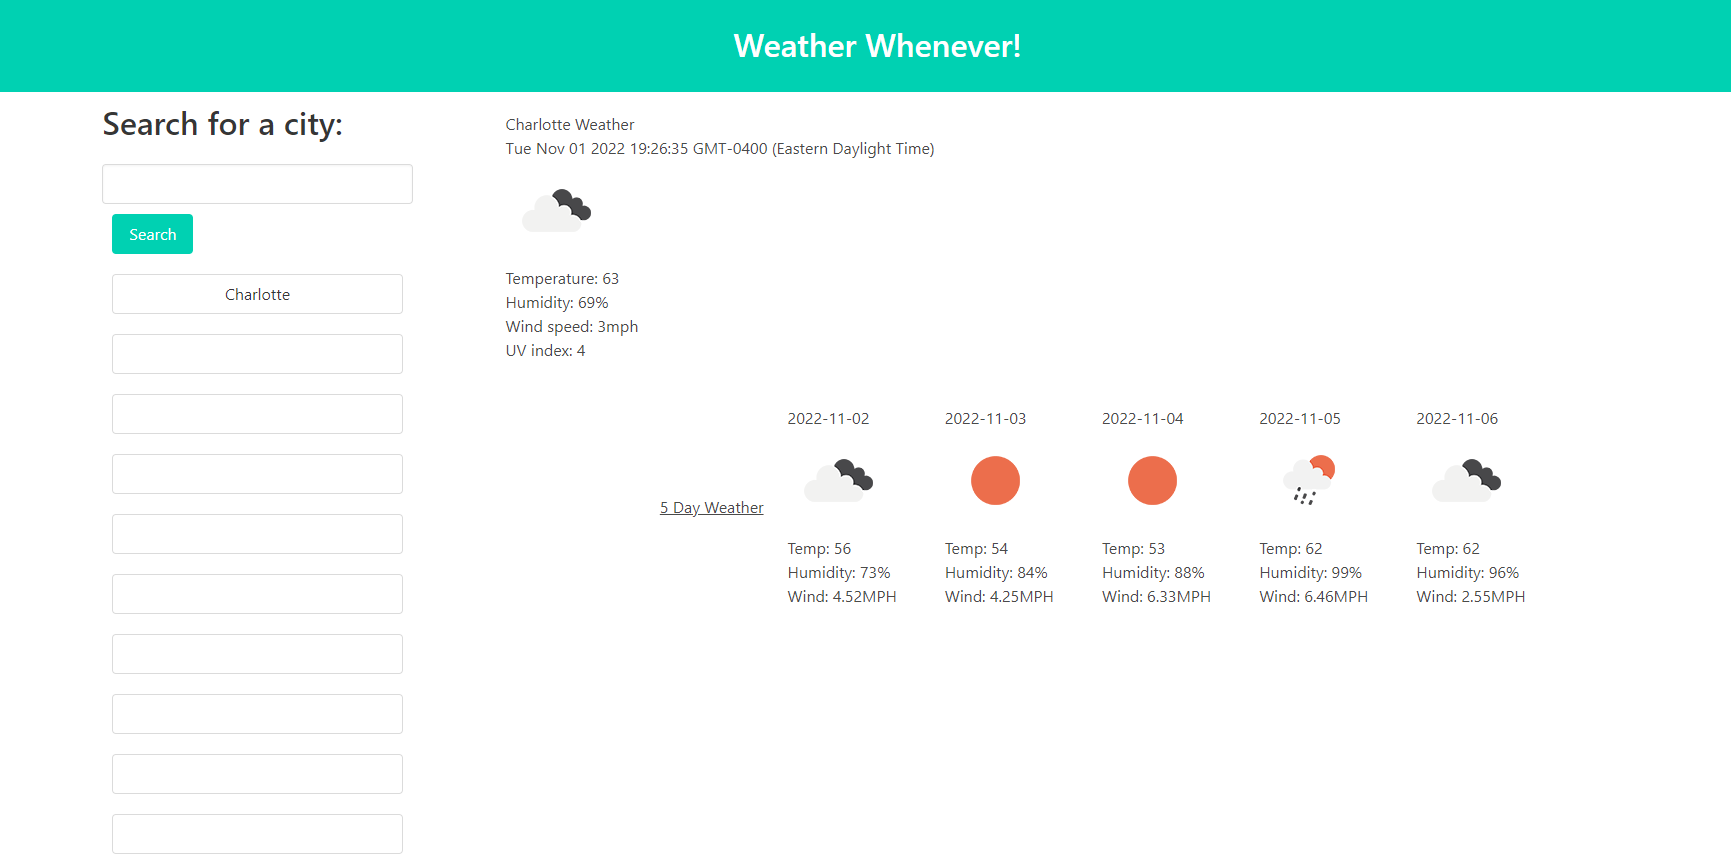 Weather Whenever!
Search for a city:
Search
Charlotte
Charlotte Weather
Tue Nov 01 2022 19:26:35 GMT-0400 (Eastern Daylight Time)
Temperature: 63
Humidity: 69%
Wind speed: 3mph
UV index: 4
5 Day Weather
2022-11-02
Temp: 56
Humidity: 73%
Wind: 4.52MPH
2022-11-03
Temp: 54
Humidity: 84%
Wind: 4.25MPH
2022-11-04
Temp: 53
Humidity: 88%
Wind: 6.33MPH
2022-11-05
Temp: 62
Humidity: 99%
Wind: 6.46MPH
2022-11-06
Temp: 62
Humidity: 96%
Wind: 2.55MPH